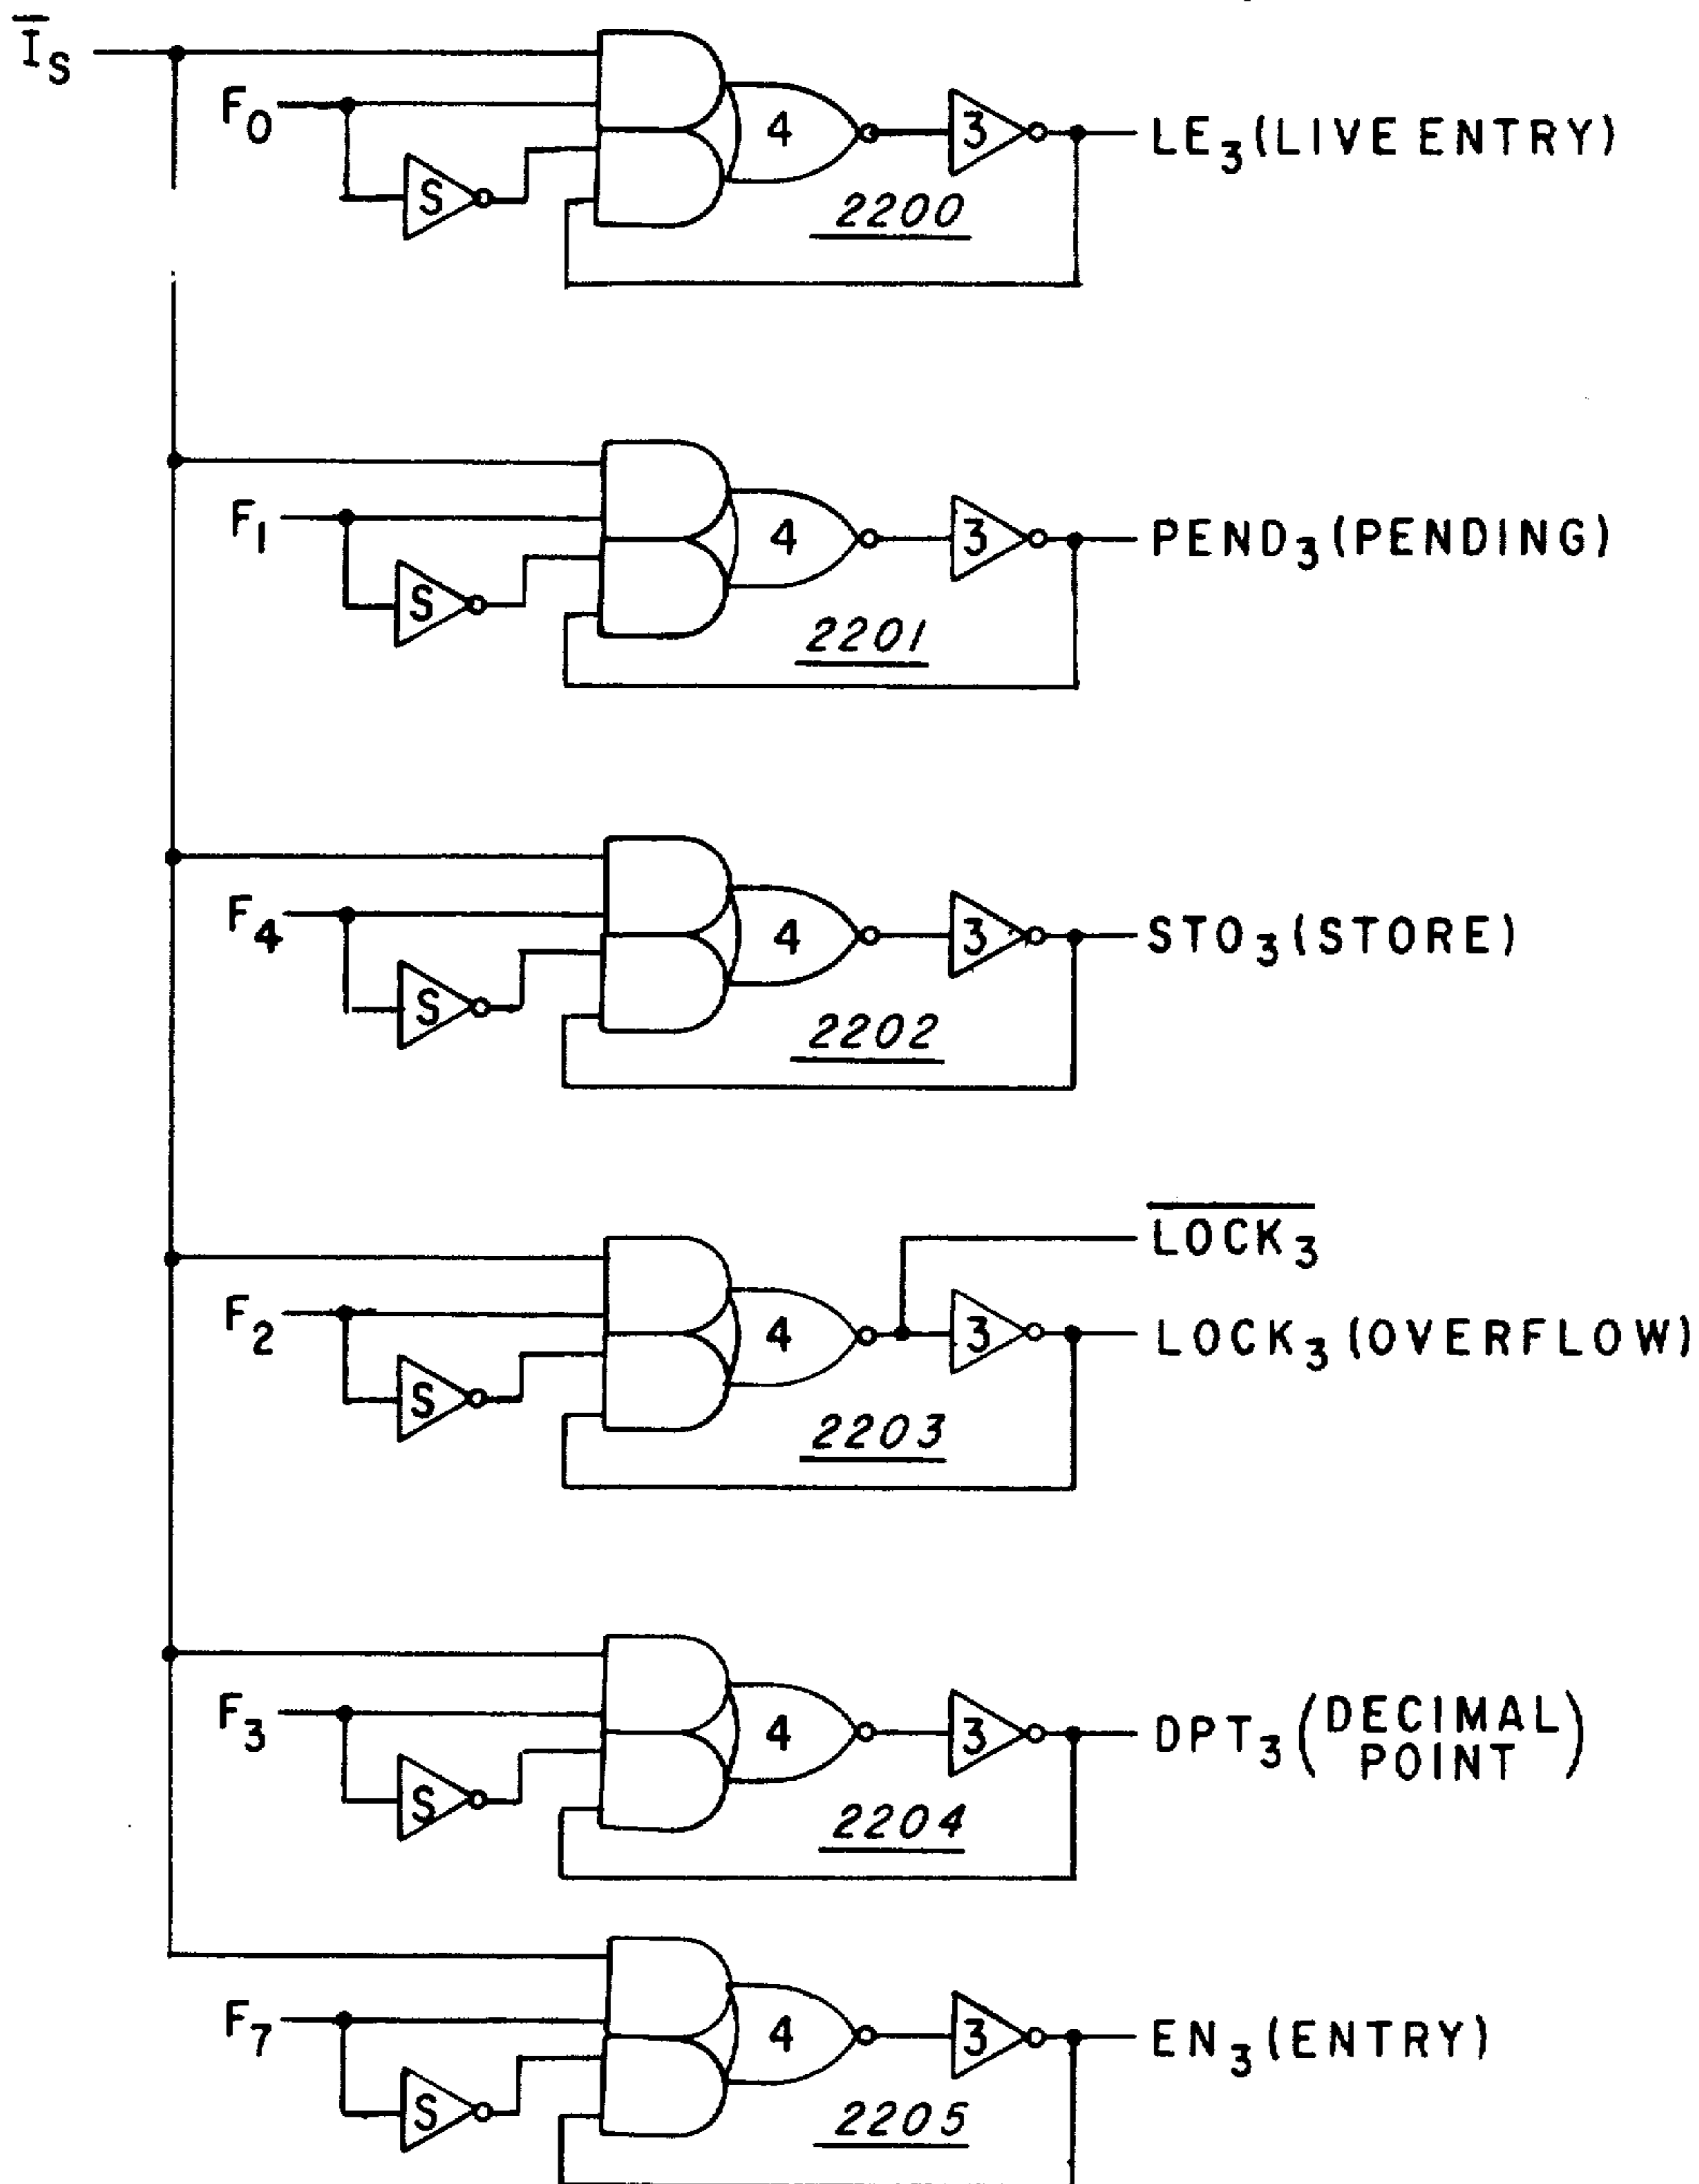 I̅S
F0
4
3
LE3 (LIVE ENTRY)
S
2200
F1
4
3
PEND3 (PENDING)
S
2201
F4
4
3
STO3 (STORE)
S
2202
L̅O̅C̅K̅3̅
F2
4
3
LOCK3 (OVERFLOW)
S
2203
F3
4
3
DPT3 (DECIMAL
POINT)
S
2204
F7
4
3
EN3 (ENTRY)
S
2205